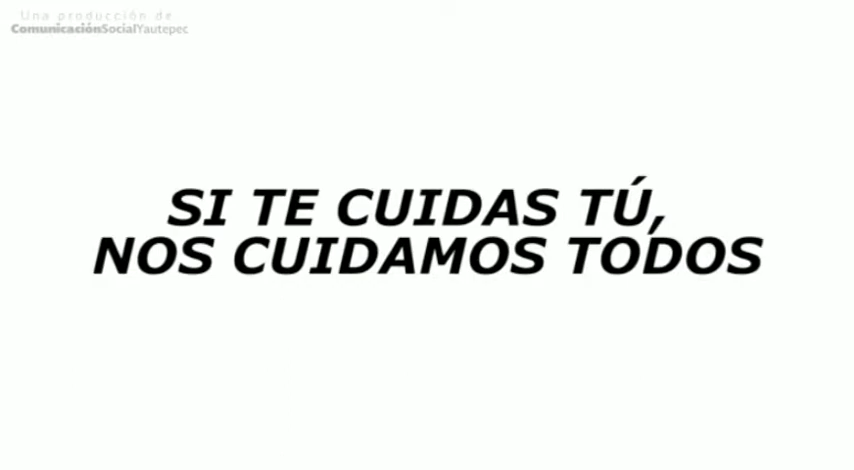 Una producción de
ComunicaciónSocialYautepec
SI TE CUIDAS TÚ,
NOS CUIDAMOS TODOS